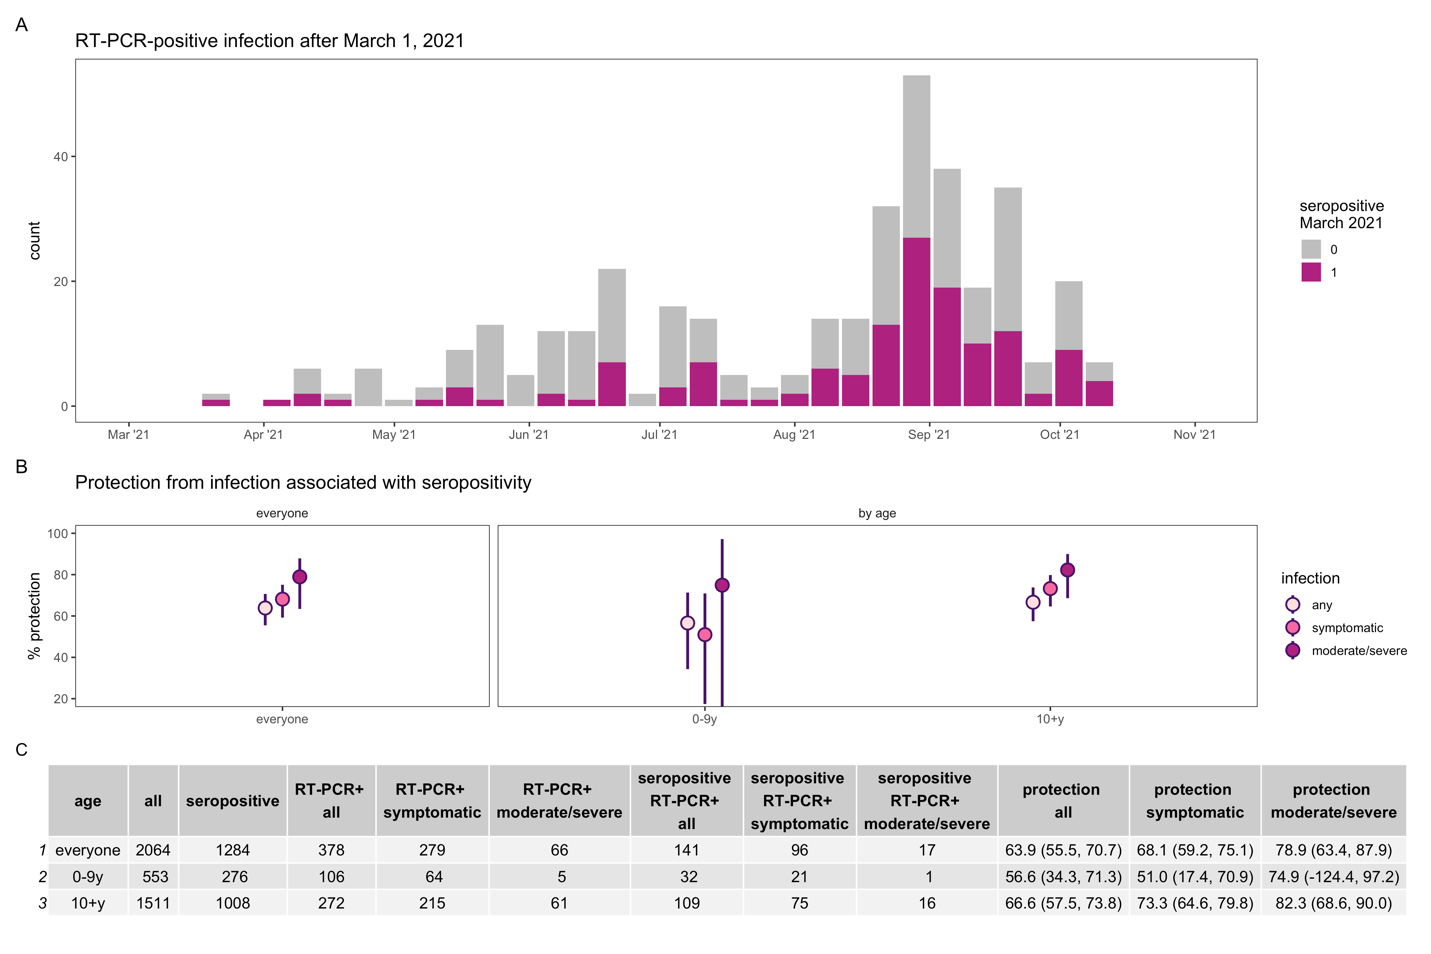 A
RT-PCR-positive infection after March 1, 2021
count
40
20
0
Mar '21 Apr '21 May '21 Jun '21 Jul '21 Aug '21 Sep '21 Oct '21 Nov '21
seropositive
March 2021
0
1
B
Protection from infection associated with seropositivity
everyone by age
% protection
100
80
60
40
20
everyone 0-9y 10+y
infection
any
symptomatic
moderate/severe
C
age all seropositive RT-PCR+ all RT-PCR+ symptomatic RT-PCR+ moderate/severe seropositive RT-PCR+ all seropositive RT-PCR+ symptomatic seropositive RT-PCR+ moderate/severe protection all protection symptomatic protection moderate/severe
1 everyone 2064 1284 378 279 66 141 96 17 63.9 (55.5, 70.7) 68.1 (59.2, 75.1) 78.9 (63.4, 87.9)
2 0-9y 553 276 106 64 5 32 21 1 56.6 (34.3, 71.3) 51.0 (17.4, 70.9) 74.9 (-124.4, 97.2)
3 10+y 1511 1008 272 215 61 109 75 16 66.6 (57.5, 73.8) 73.3 (64.6, 79.8) 82.3 (68.6, 90.0)